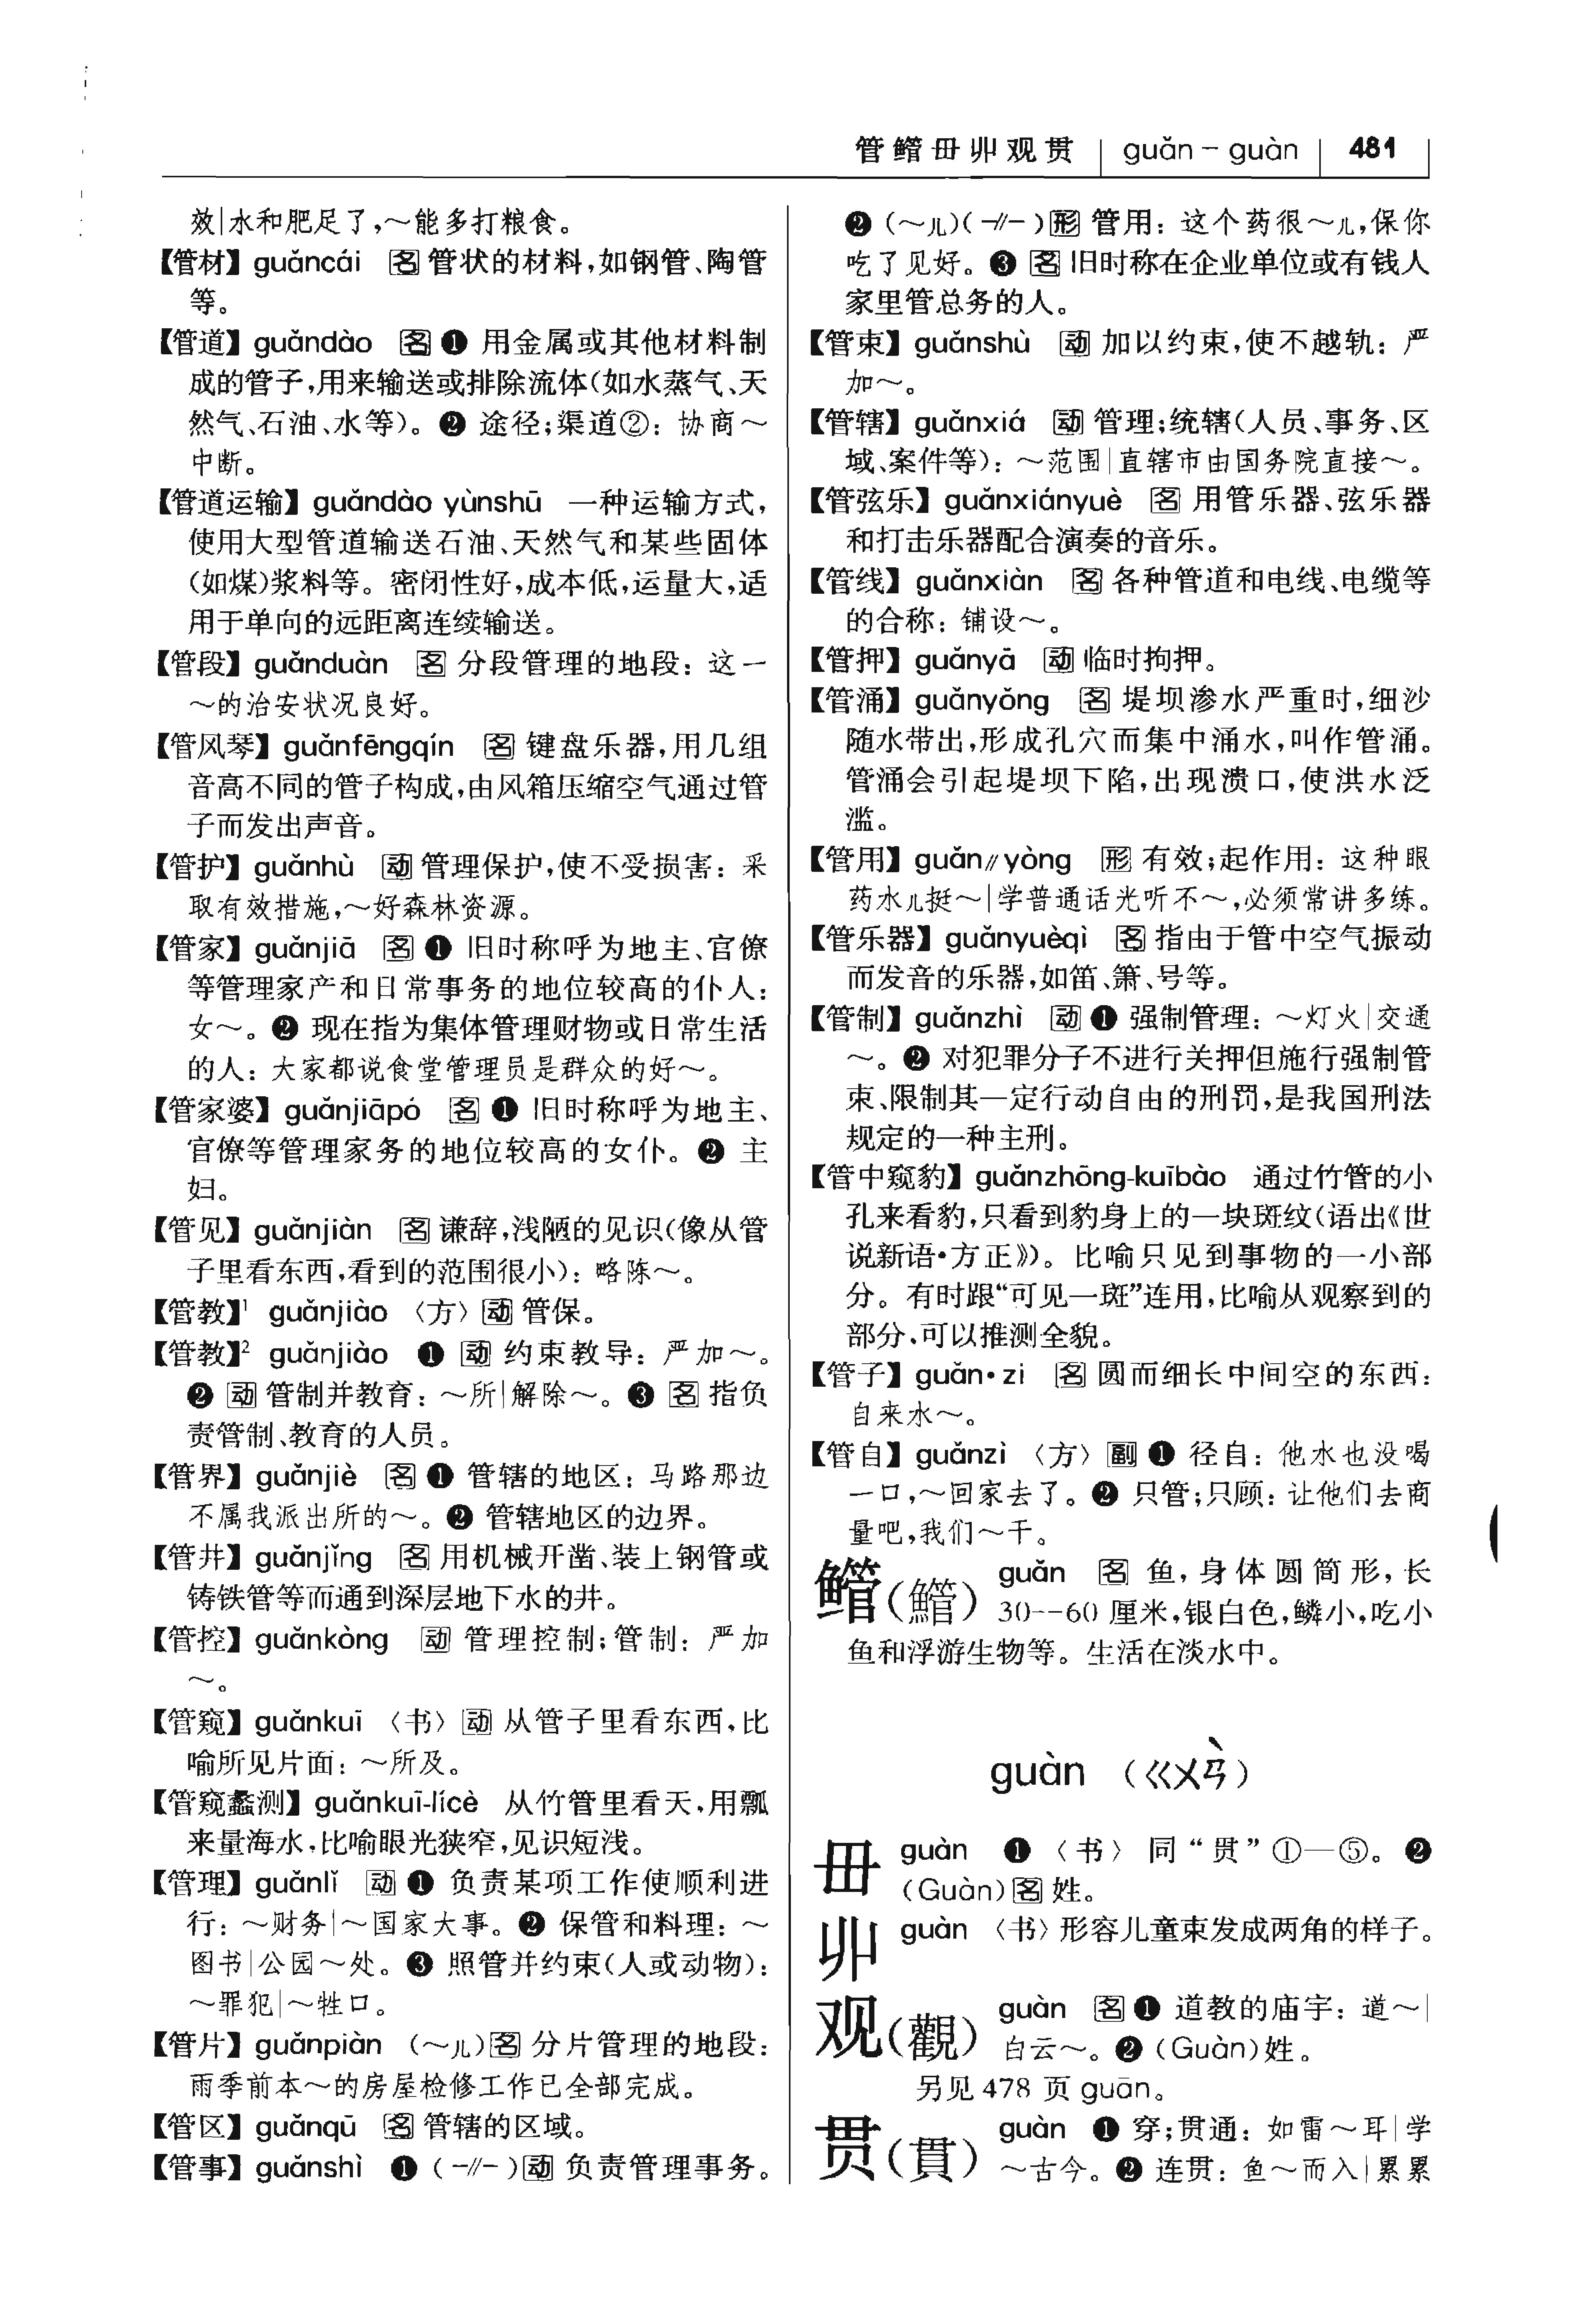 管 𬶨 毌 丱 观 贯 guǎn – guàn 481
效|水和肥足了,～能多打粮食。
【管材】 guǎncái 名 管状的材料,如钢管、陶管
等。
【管道】 guǎndào 名 ❶ 用金属或其他材料制
成的管子,用来输送或排除流体(如水蒸气、天
然气、石油、水等)。❷ 途径;渠道②: 协商～
中断。
【管道运输】 guǎndào yùnshū 一种运输方式,
使用大型管道输送石油、天然气和某些固体
(如煤)浆料等。密闭性好,成本低,运量大,适
用于单向的远距离连续输送。
【管段】 guǎnduàn 名 分段管理的地段: 这一
～的治安状况良好。
【管风琴】 guǎnfēngqín 名 键盘乐器,用几组
音高不同的管子构成,由风箱压缩空气通过管
子而发出声音。
【管护】 guǎnhù 动 管理保护,使不受损害: 采
取有效措施,～好森林资源。
【管家】 guǎnjiā 名 ❶ 旧时称呼为地主、官僚
等管理家产和日常事务的地位较高的仆人:
女～。❷ 现在指为集体管理财物或日常生活
的人: 大家都说食堂管理员是群众的好～。
【管家婆】 guǎnjiāpó 名 ❶ 旧时称呼为地主、
官僚等管理家务的地位较高的女仆。❷ 主
妇。
【管见】 guǎnjiàn 名 谦辞,浅陋的见识(像从管
子里看东西,看到的范围很小): 略陈～。
【管教】¹ guǎnjiào 〈方〉 动 管保。
【管教】² guǎnjiào ❶ 动 约束教导: 严加～。
❷ 动 管制并教育: ～所|解除～。❸ 名 指负
责管制、教育的人员。
【管界】 guǎnjiè 名 ❶ 管辖的地区: 马路那边
不属我派出所的～。❷ 管辖地区的边界。
【管井】 guǎnjǐng 名 用机械开凿、装上钢管或
铸铁管等而通到深层地下水的井。
【管控】 guǎnkòng 动 管理控制;管制: 严加
～。
【管窥】 guǎnkuī 〈书〉 动 从管子里看东西,比
喻所见片面: ～所及。
【管窥蠡测】 guǎnkuī-lícè 从竹管里看天,用瓢
来量海水,比喻眼光狭窄,见识短浅。
【管理】 guǎnlǐ 动 ❶ 负责某项工作使顺利进
行: ～财务|～国家大事。❷ 保管和料理: ～
图书|公园～处。❸ 照管并约束(人或动物):
～罪犯|～牲口。
【管片】 guǎnpiàn (～儿) 名 分片管理的地段:
雨季前本～的房屋检修工作已全部完成。
【管区】 guǎnqū 名 管辖的区域。
【管事】 guǎnshì ❶ (-//-) 动 负责管理事务。
❷ (～儿)(-//-) 形 管用: 这个药很～儿,保你
吃了见好。❸ 名 旧时称在企业单位或有钱人
家里管总务的人。
【管束】 guǎnshù 动 加以约束,使不越轨: 严
加～。
【管辖】 guǎnxiá 动 管理;统辖(人员、事务、区
域、案件等): ～范围|直辖市由国务院直接～。
【管弦乐】 guǎnxiányuè 名 用管乐器、弦乐器
和打击乐器配合演奏的音乐。
【管线】 guǎnxiàn 名 各种管道和电线、电缆等
的合称: 铺设～。
【管押】 guǎnyā 动 临时拘押。
【管涌】 guǎnyǒng 名 堤坝渗水严重时,细沙
随水带出,形成孔穴而集中涌水,叫作管涌。
管涌会引起堤坝下陷,出现溃口,使洪水泛
滥。
【管用】 guǎn//yòng 形 有效;起作用: 这种眼
药水儿挺～|学普通话光听不～,必须常讲多练。
【管乐器】 guǎnyuèqì 名 指由于管中空气振动
而发音的乐器,如笛、箫、号等。
【管制】 guǎnzhì 动 ❶ 强制管理: ～灯火|交通
～。❷ 对犯罪分子不进行关押但施行强制管
束、限制其一定行动自由的刑罚,是我国刑法
规定的一种主刑。
【管中窥豹】 guǎnzhōng-kuībào 通过竹管的小
孔来看豹,只看到豹身上的一块斑纹(语出《世
说新语·方正》)。比喻只见到事物的一小部
分。有时跟“可见一斑”连用,比喻从观察到的
部分,可以推测全貌。
【管子】 guǎn·zi 名 圆而细长中间空的东西:
自来水～。
【管自】 guǎnzì 〈方〉 副 ❶ 径自: 他水也没喝
一口,～回家去了。❷ 只管;只顾: 让他们去商
量吧,我们～干。
𬶨(鱹) guǎn 名 鱼,身体圆筒形,长
30--60 厘米,银白色,鳞小,吃小
鱼和浮游生物等。生活在淡水中。
guàn (ㄍㄨㄢˋ)
毌 guàn ❶ 〈书〉 同“贯”①—⑤。❷
(Guàn) 名 姓。
丱 guàn 〈书〉 形容儿童束发成两角的样子。
观(觀) guàn 名 ❶ 道教的庙宇: 道～|
白云～。❷ (Guàn)姓。
另见 478 页 guān。
贯(貫) guàn ❶ 穿;贯通: 如雷～耳|学
～古今。❷ 连贯: 鱼～而入|累累